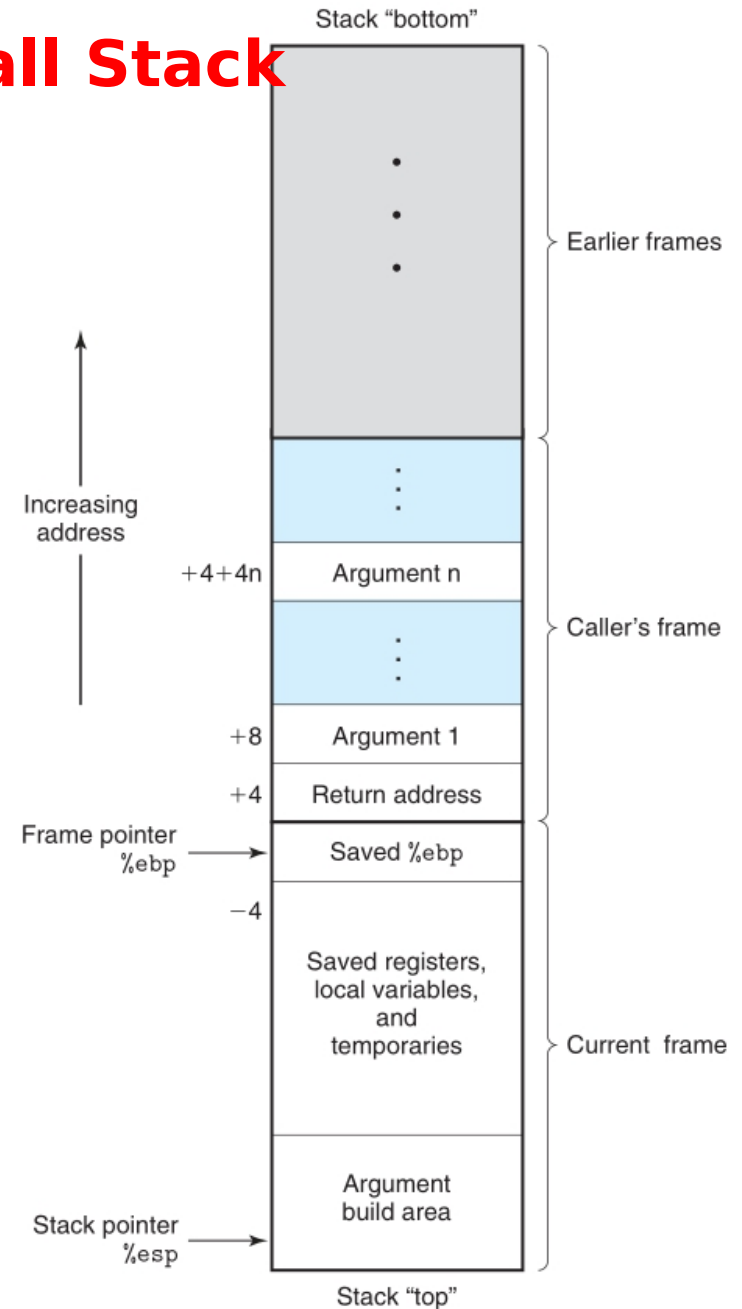 Stack “bottom”
all Stack
Earlier frames
Increasing
address
+4+4n
Argument n
Caller’s frame
+8
Argument 1
+4
Return address
Frame pointer
%ebp
Saved %ebp
−4
Saved registers,
local variables,
and
temporaries
Current frame
Argument
build area
Stack pointer
%esp
Stack “top”